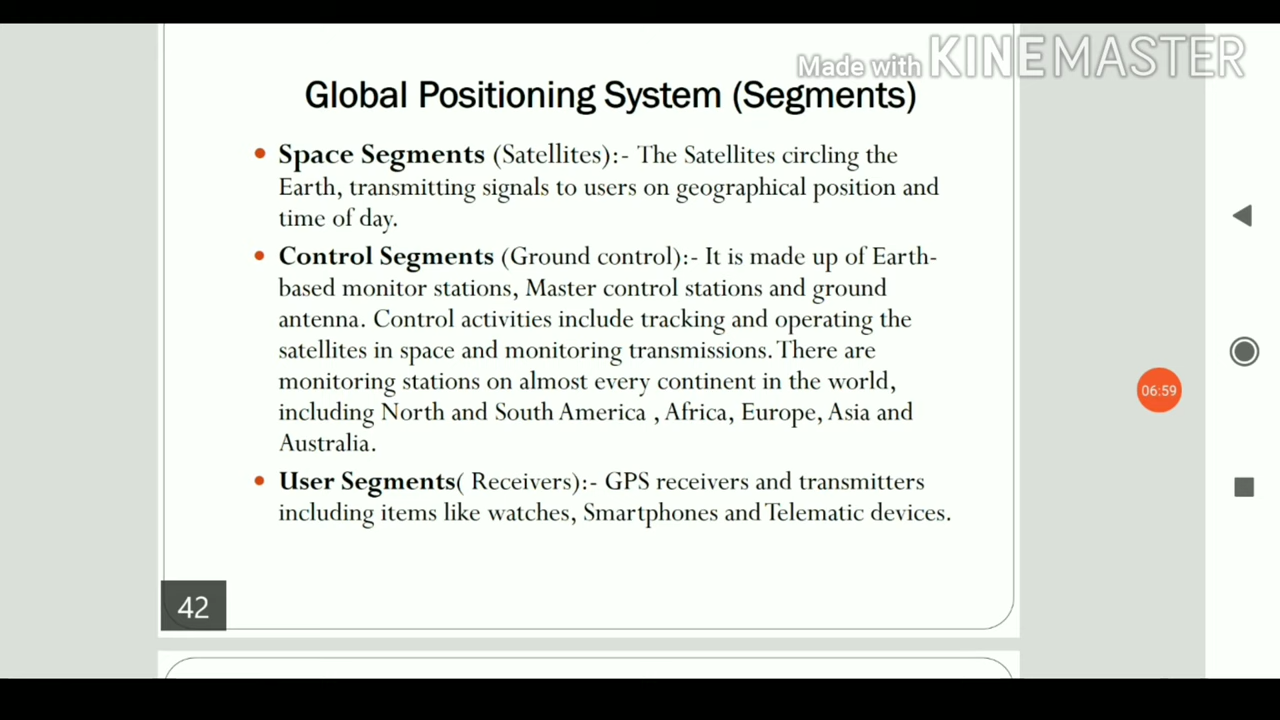 Made with KINEMASTER
Global Positioning System (Segments)
• Space Segments (Satellites):- The Satellites circling the
Earth, transmitting signals to users on geographical position and
time of day.
• Control Segments (Ground control):- It is made up of Earth-
based monitor stations, Master control stations and ground
antenna. Control activities include tracking and operating the
satellites in space and monitoring transmissions. There are
monitoring stations on almost every continent in the world,
including North and South America , Africa, Europe, Asia and
Australia.
• User Segments( Receivers):- GPS receivers and transmitters
including items like watches, Smartphones and Telematic devices.
06:59
42